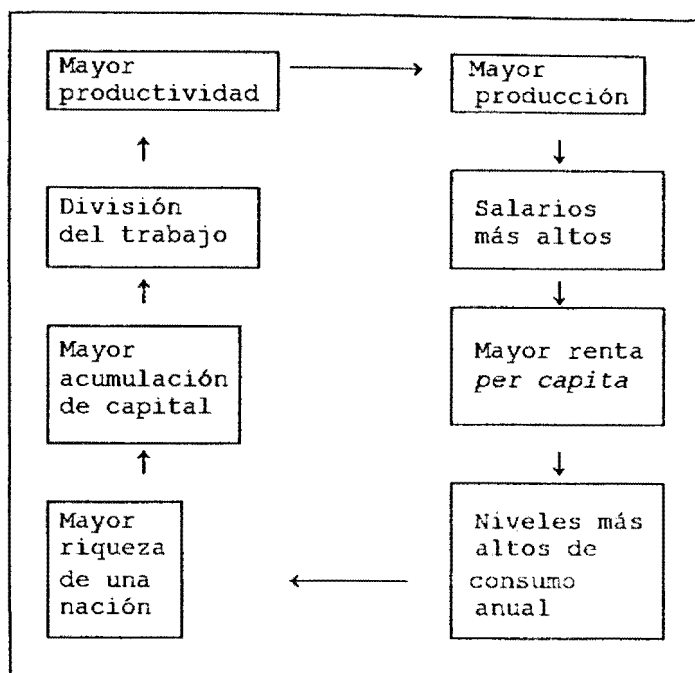 Mayor
productividad
Mayor
producción
División
del trabajo
Salarios
más altos
Mayor
acumulación
de capital
Mayor renta
per capita
Mayor
riqueza
de una
nación
Niveles más
altos de
consumo
anual